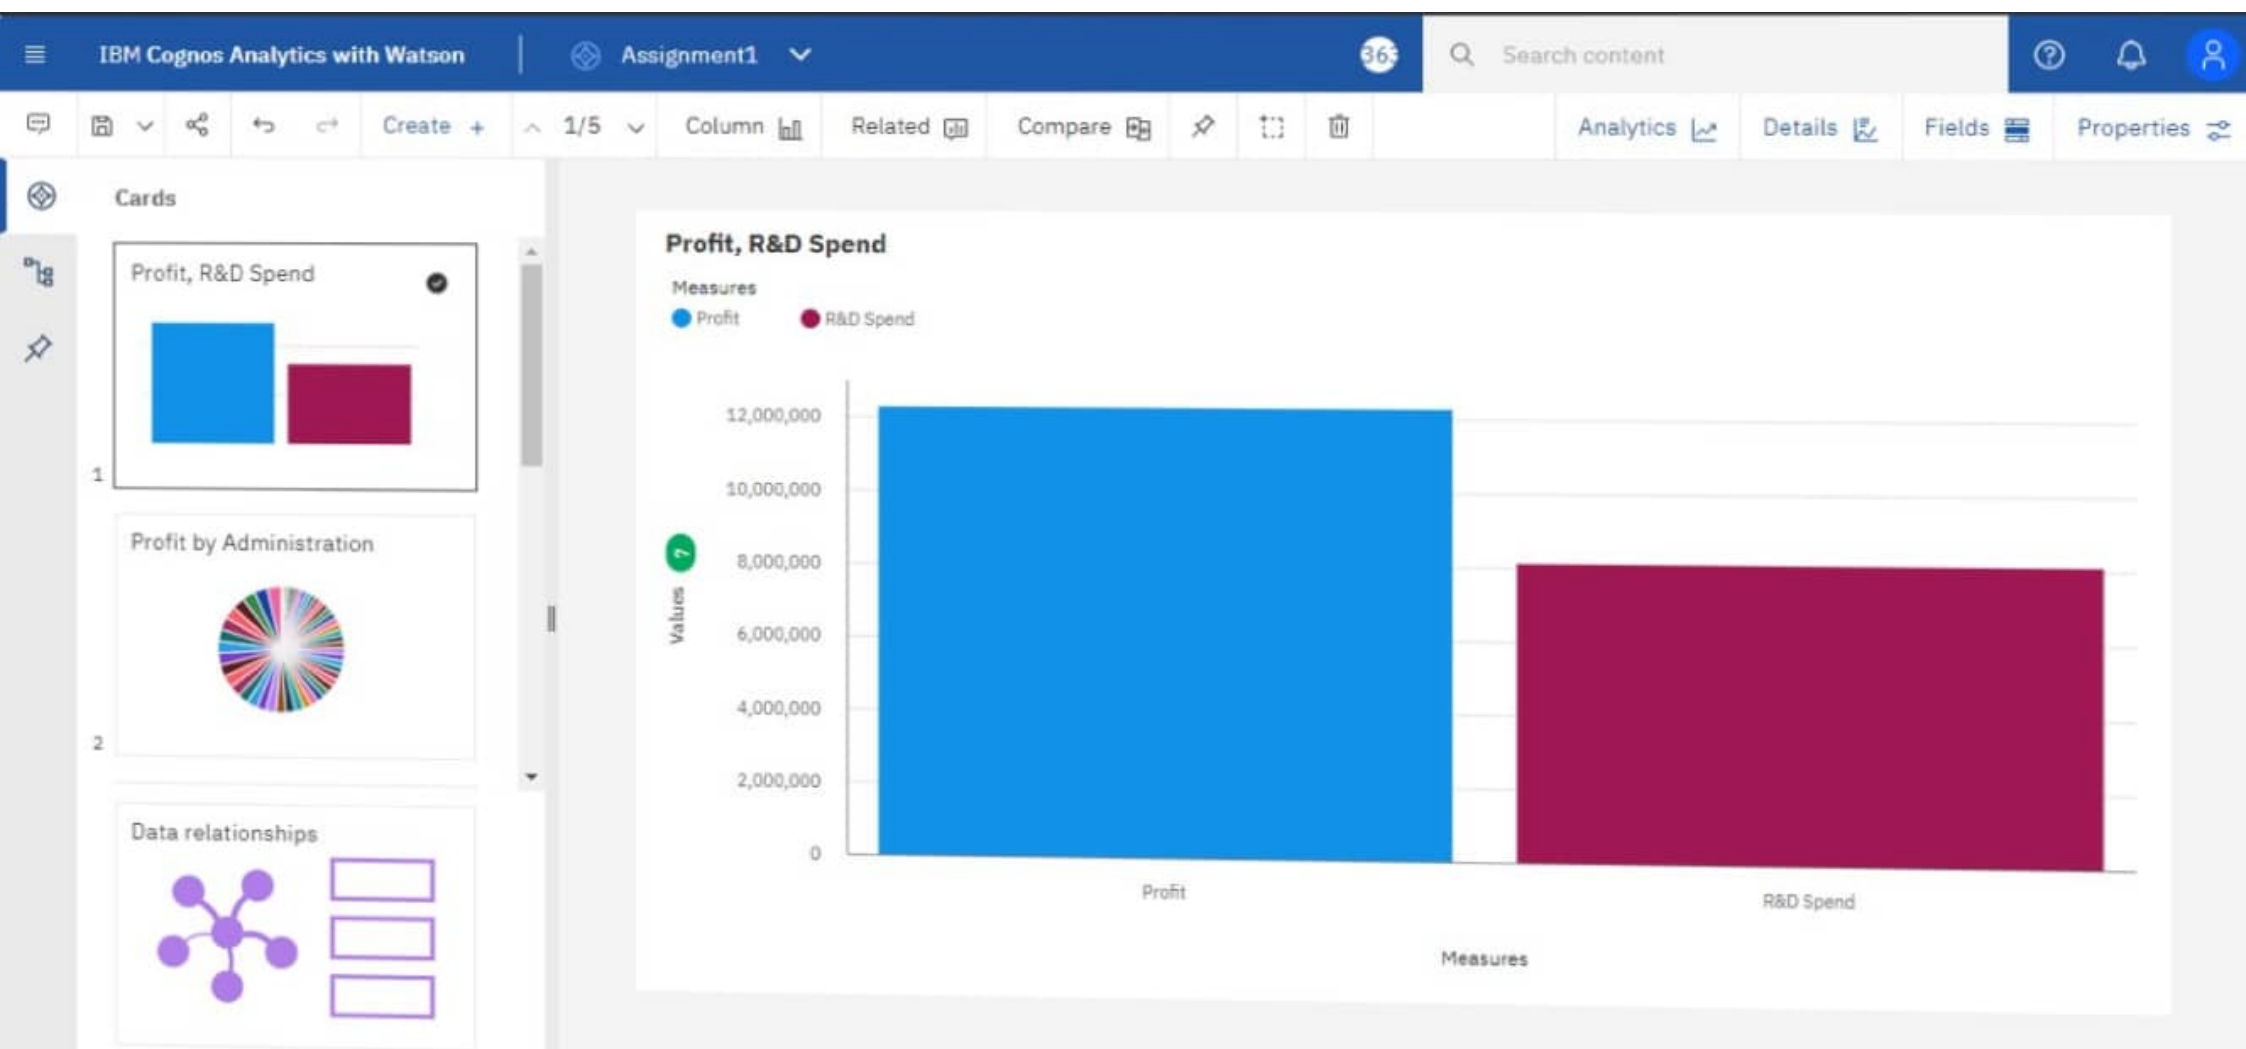 IBM Cognos Analytics with Watson
Assignment1
363
Search content
Create +
1/5
Column
Related
Compare
Analytics
Details
Fields
Properties
Cards
Profit, R&D Spend
1
Profit by Administration
2
Data relationships
Profit, R&D Spend
Measures
Profit
R&D Spend
12,000,000
10,000,000
8,000,000
6,000,000
4,000,000
2,000,000
0
Values
7
Profit
R&D Spend
Measures